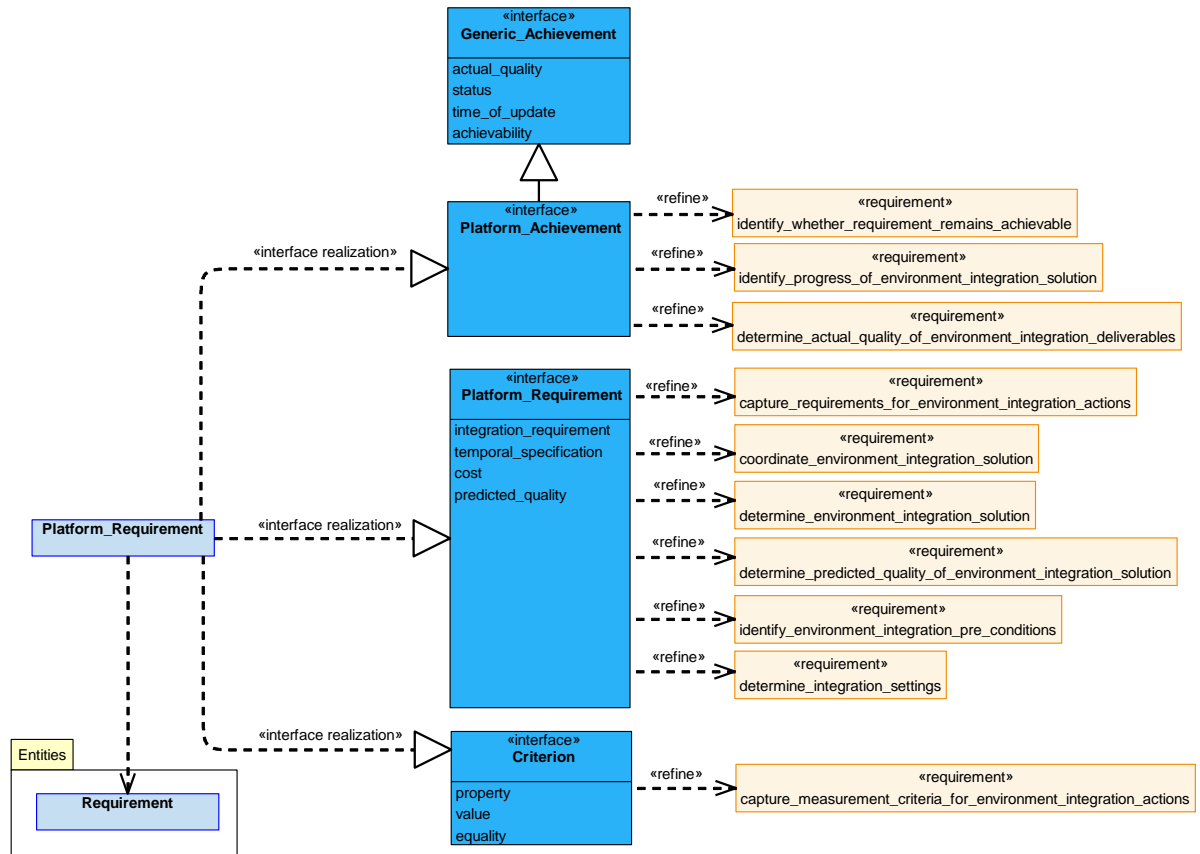 «interface»
Generic_Achievement
actual_quality
status
time_of_update
achievability
«interface»
Platform_Achievement
«refine»
«requirement»
identify_whether_requirement_remains_achievable
«interface realization»
«refine»
«requirement»
identify_progress_of_environment_integration_solution
«refine»
«requirement»
determine_actual_quality_of_environment_integration_deliverables
«interface»
Platform_Requirement
integration_requirement
temporal_specification
cost
predicted_quality
«refine»
«requirement»
capture_requirements_for_environment_integration_actions
«refine»
«requirement»
coordinate_environment_integration_solution
«refine»
«requirement»
determine_environment_integration_solution
Platform_Requirement
«interface realization»
«refine»
«requirement»
determine_predicted_quality_of_environment_integration_solution
«refine»
«requirement»
identify_environment_integration_pre_conditions
«refine»
«requirement»
determine_integration_settings
«interface realization»
«interface»
Criterion
property
value
equality
«refine»
«requirement»
capture_measurement_criteria_for_environment_integration_actions
Entities
Requirement